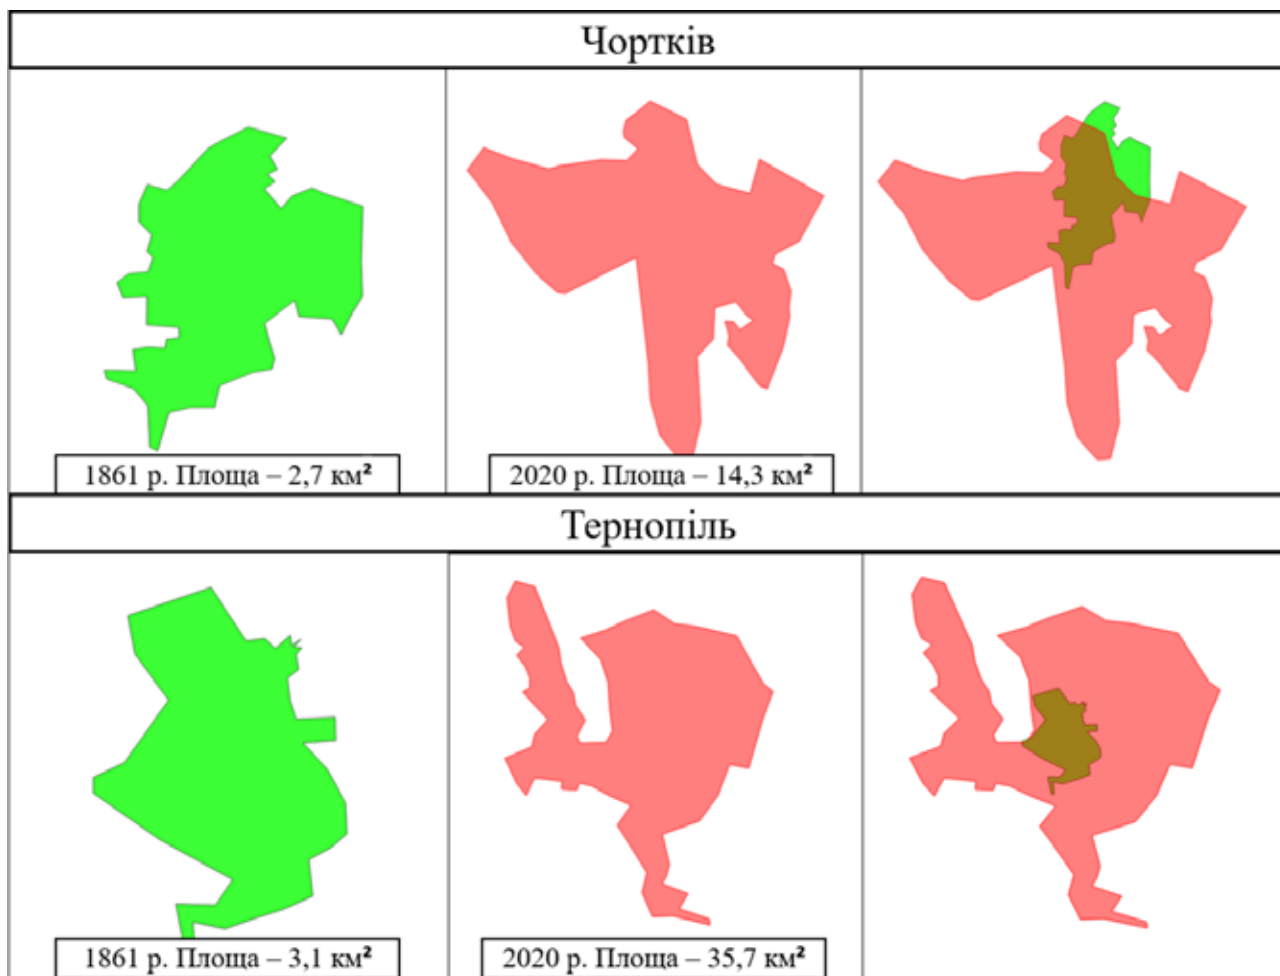 Чортків
1861 р. Площа – 2,7 км²
2020 р. Площа – 14,3 км²
Тернопіль
1861 р. Площа – 3,1 км²
2020 р. Площа – 35,7 км²